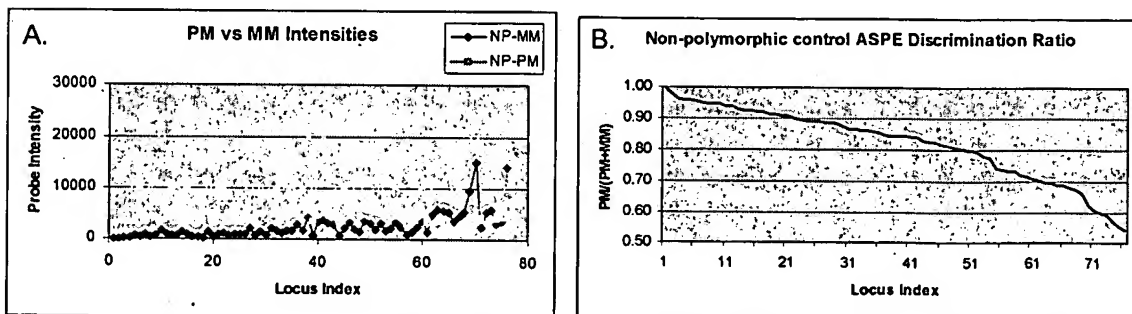 A.
PM vs MM Intensities
NP-MM
NP-PM
Probe Intensity
30000
20000
10000
0
0 20 40 60 80
Locus Index
B.
Non-polymorphic control ASPE Discrimination Ratio
PM/(PM+MM)
1.00
0.90
0.80
0.70
0.60
0.50
1 11 21 31 41 51 61 71
Locus Index